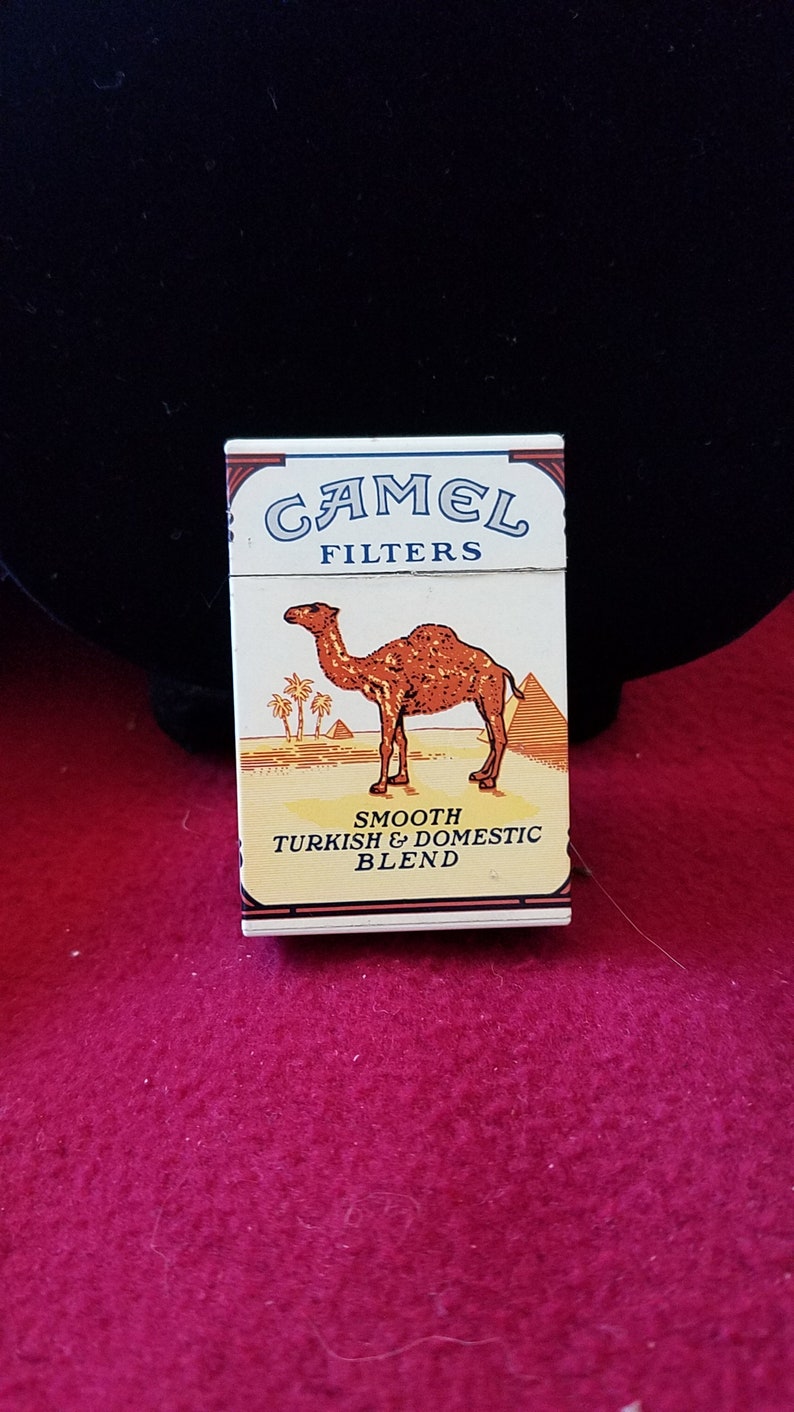 CAMEL
FILTERS
SMOOTH
TURKISH & DOMESTIC
BLEND